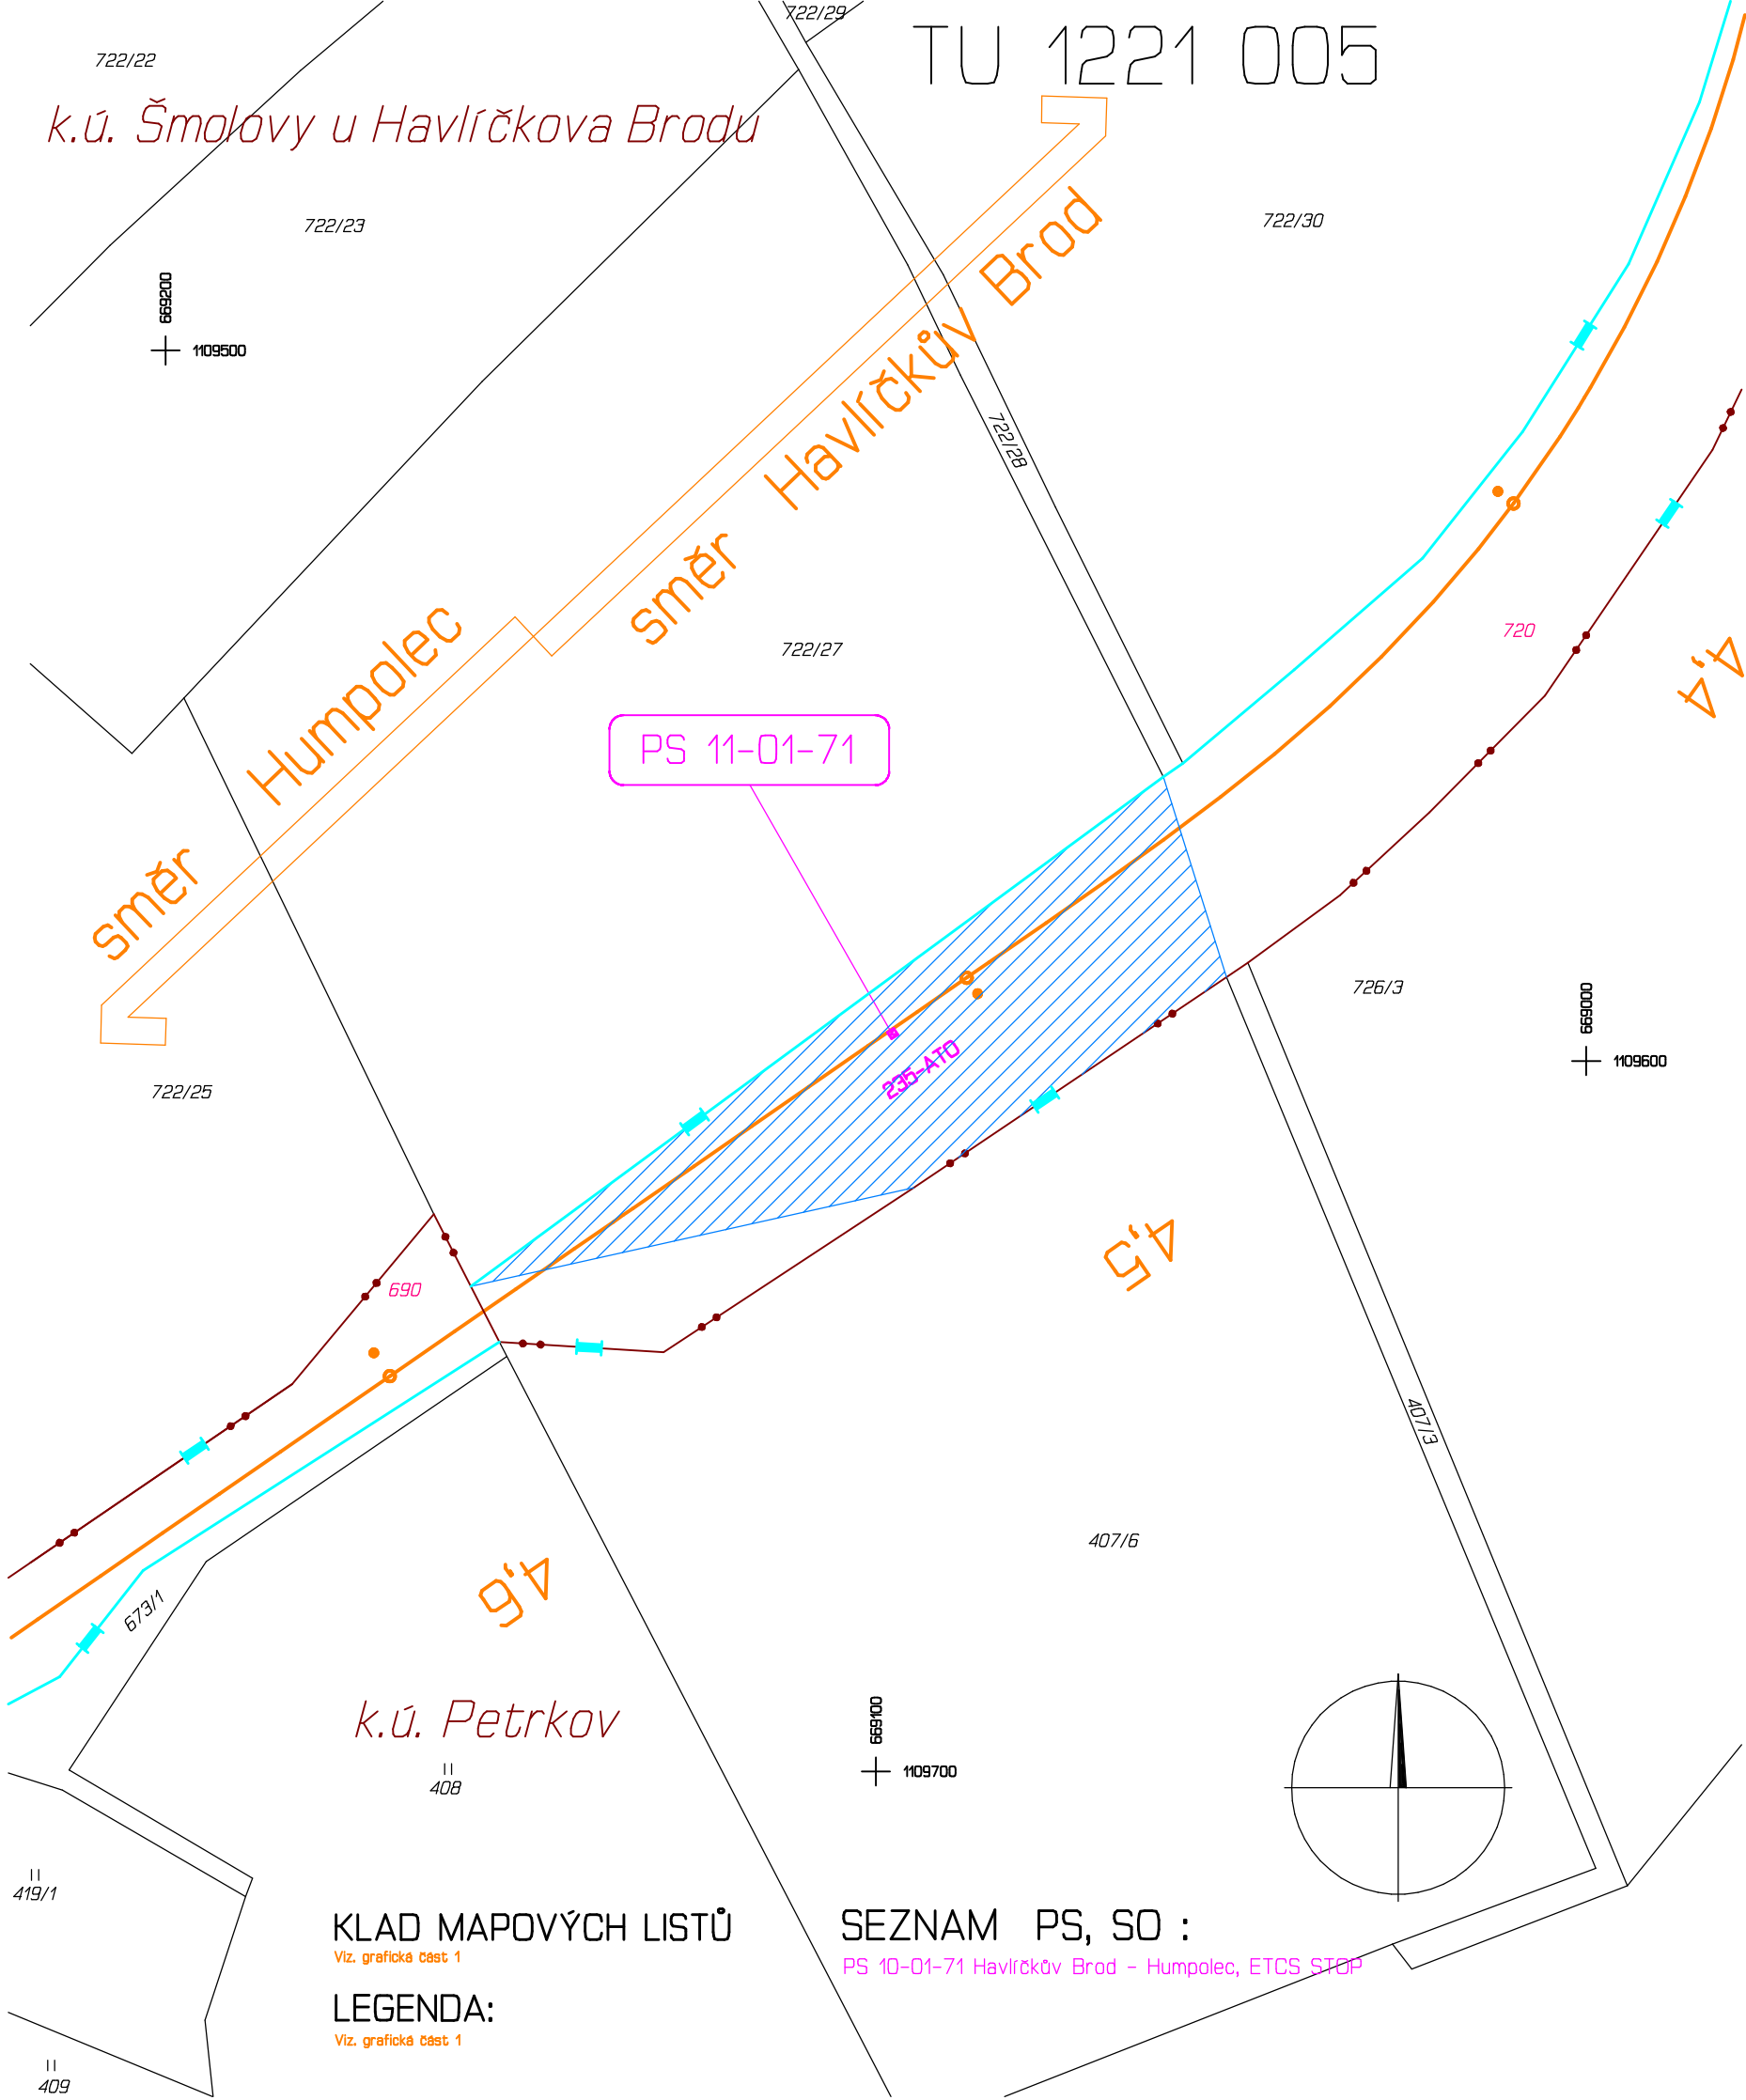 722/29
TU 1221 005
722/22
k.ú. Šmolovy u Havlíčkova Brodu
722/23
722/30
669200
1109500
směr Havlíčkův Brod
722/28
směr Humpolec
722/27
720
4,4
PS 11-01-71
726/3
669000
1109600
235-ATO
722/25
4,5
690
407/3
407/6
4,6
673/1
k.ú. Petrkov
669100
1109700
408
419/1
KLAD MAPOVÝCH LISTŮ
Viz. grafická část 1
SEZNAM PS, SO :
PS 10-01-71 Havlíčkův Brod - Humpolec, ETCS STOP
LEGENDA:
Viz. grafická část 1
409